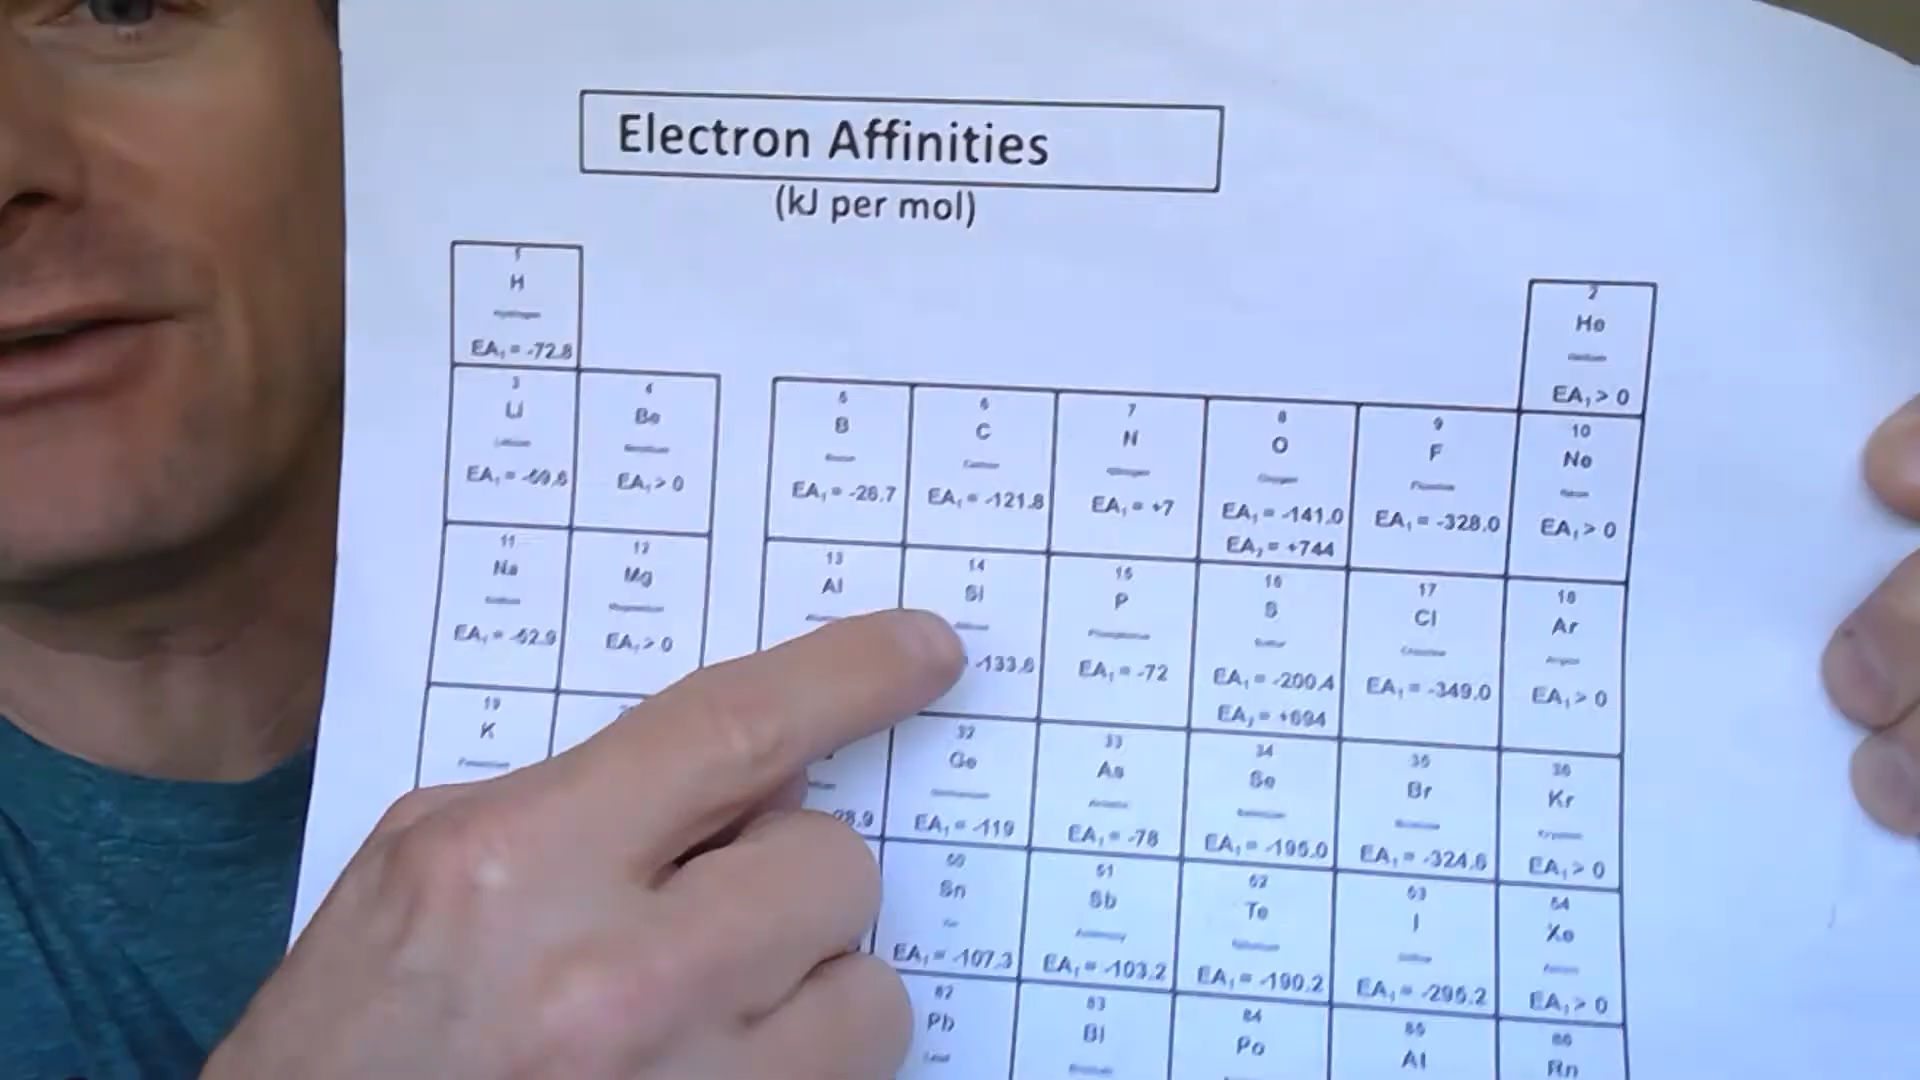 Electron Affinities
(kJ per mol)
1
H
EA₁ = -72.8
2
He
EA₁ > 0
3
Li
EA₁ = -59.6
4
Be
EA₁ > 0
5
B
EA₁ = -26.7
6
C
EA₁ = -121.8
7
N
EA₁ = +7
8
O
EA₁ = -141.0
EA₂ = +744
9
F
EA₁ = -328.0
10
Ne
EA₁ > 0
11
Na
EA₁ = -52.9
12
Mg
EA₁ > 0
13
Al
14
Si
-133.6
15
P
EA₁ = -72
16
S
EA₁ = -200.4
EA₂ = +694
17
Cl
EA₁ = -349.0
18
Ar
EA₁ > 0
19
K
28.9
32
Ge
EA₁ = -119
33
As
EA₁ = -78
34
Se
EA₁ = -195.0
35
Br
EA₁ = -324.6
36
Kr
EA₁ > 0
50
Sn
EA₁ = -107.3
51
Sb
EA₁ = -103.2
52
Te
EA₁ = -190.2
53
I
EA₁ = -295.2
54
Xe
EA₁ > 0
82
Pb
83
Bi
84
Po
85
At
86
Rn